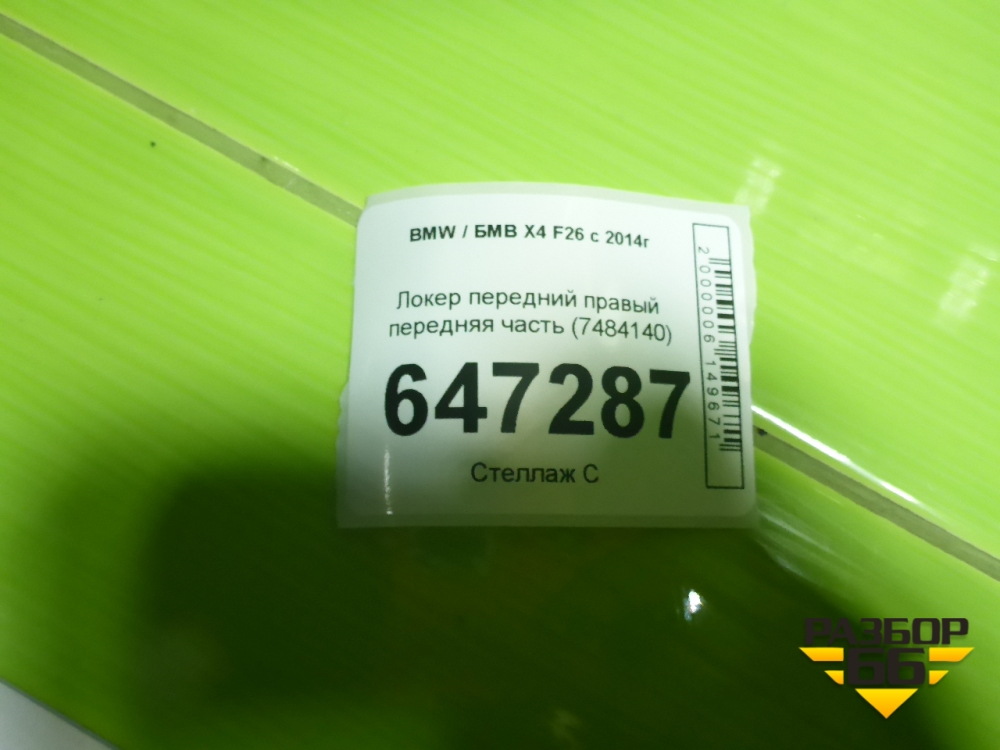 BMW / БМВ X4 F26 с 2014г
Локер передний правый
передняя часть (7484140)
647287
Стеллаж С
2000006149671
РАЗБОР
66